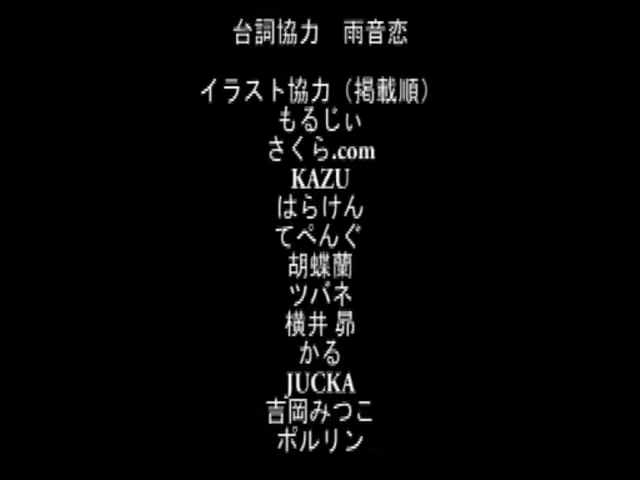 台詞協力　雨音恋
イラスト協力（掲載順）
もるじぃ
さくら.com
KAZU
はらけん
てぺんぐ
胡蝶蘭
ツバネ
横井 昴
かる
JUCKA
吉岡みつこ
ポルリン